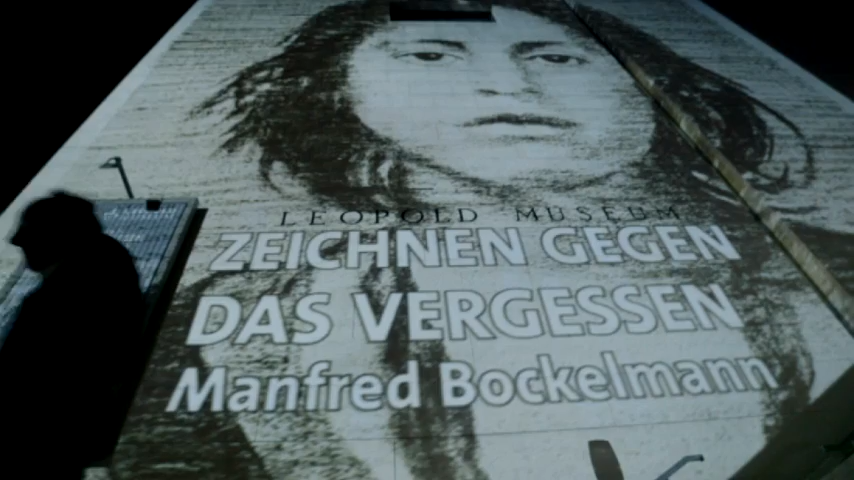 LEOPOLD MUSEUM
ZEICHNEN GEGEN
DAS VERGESSEN
Manfred Bockelmann